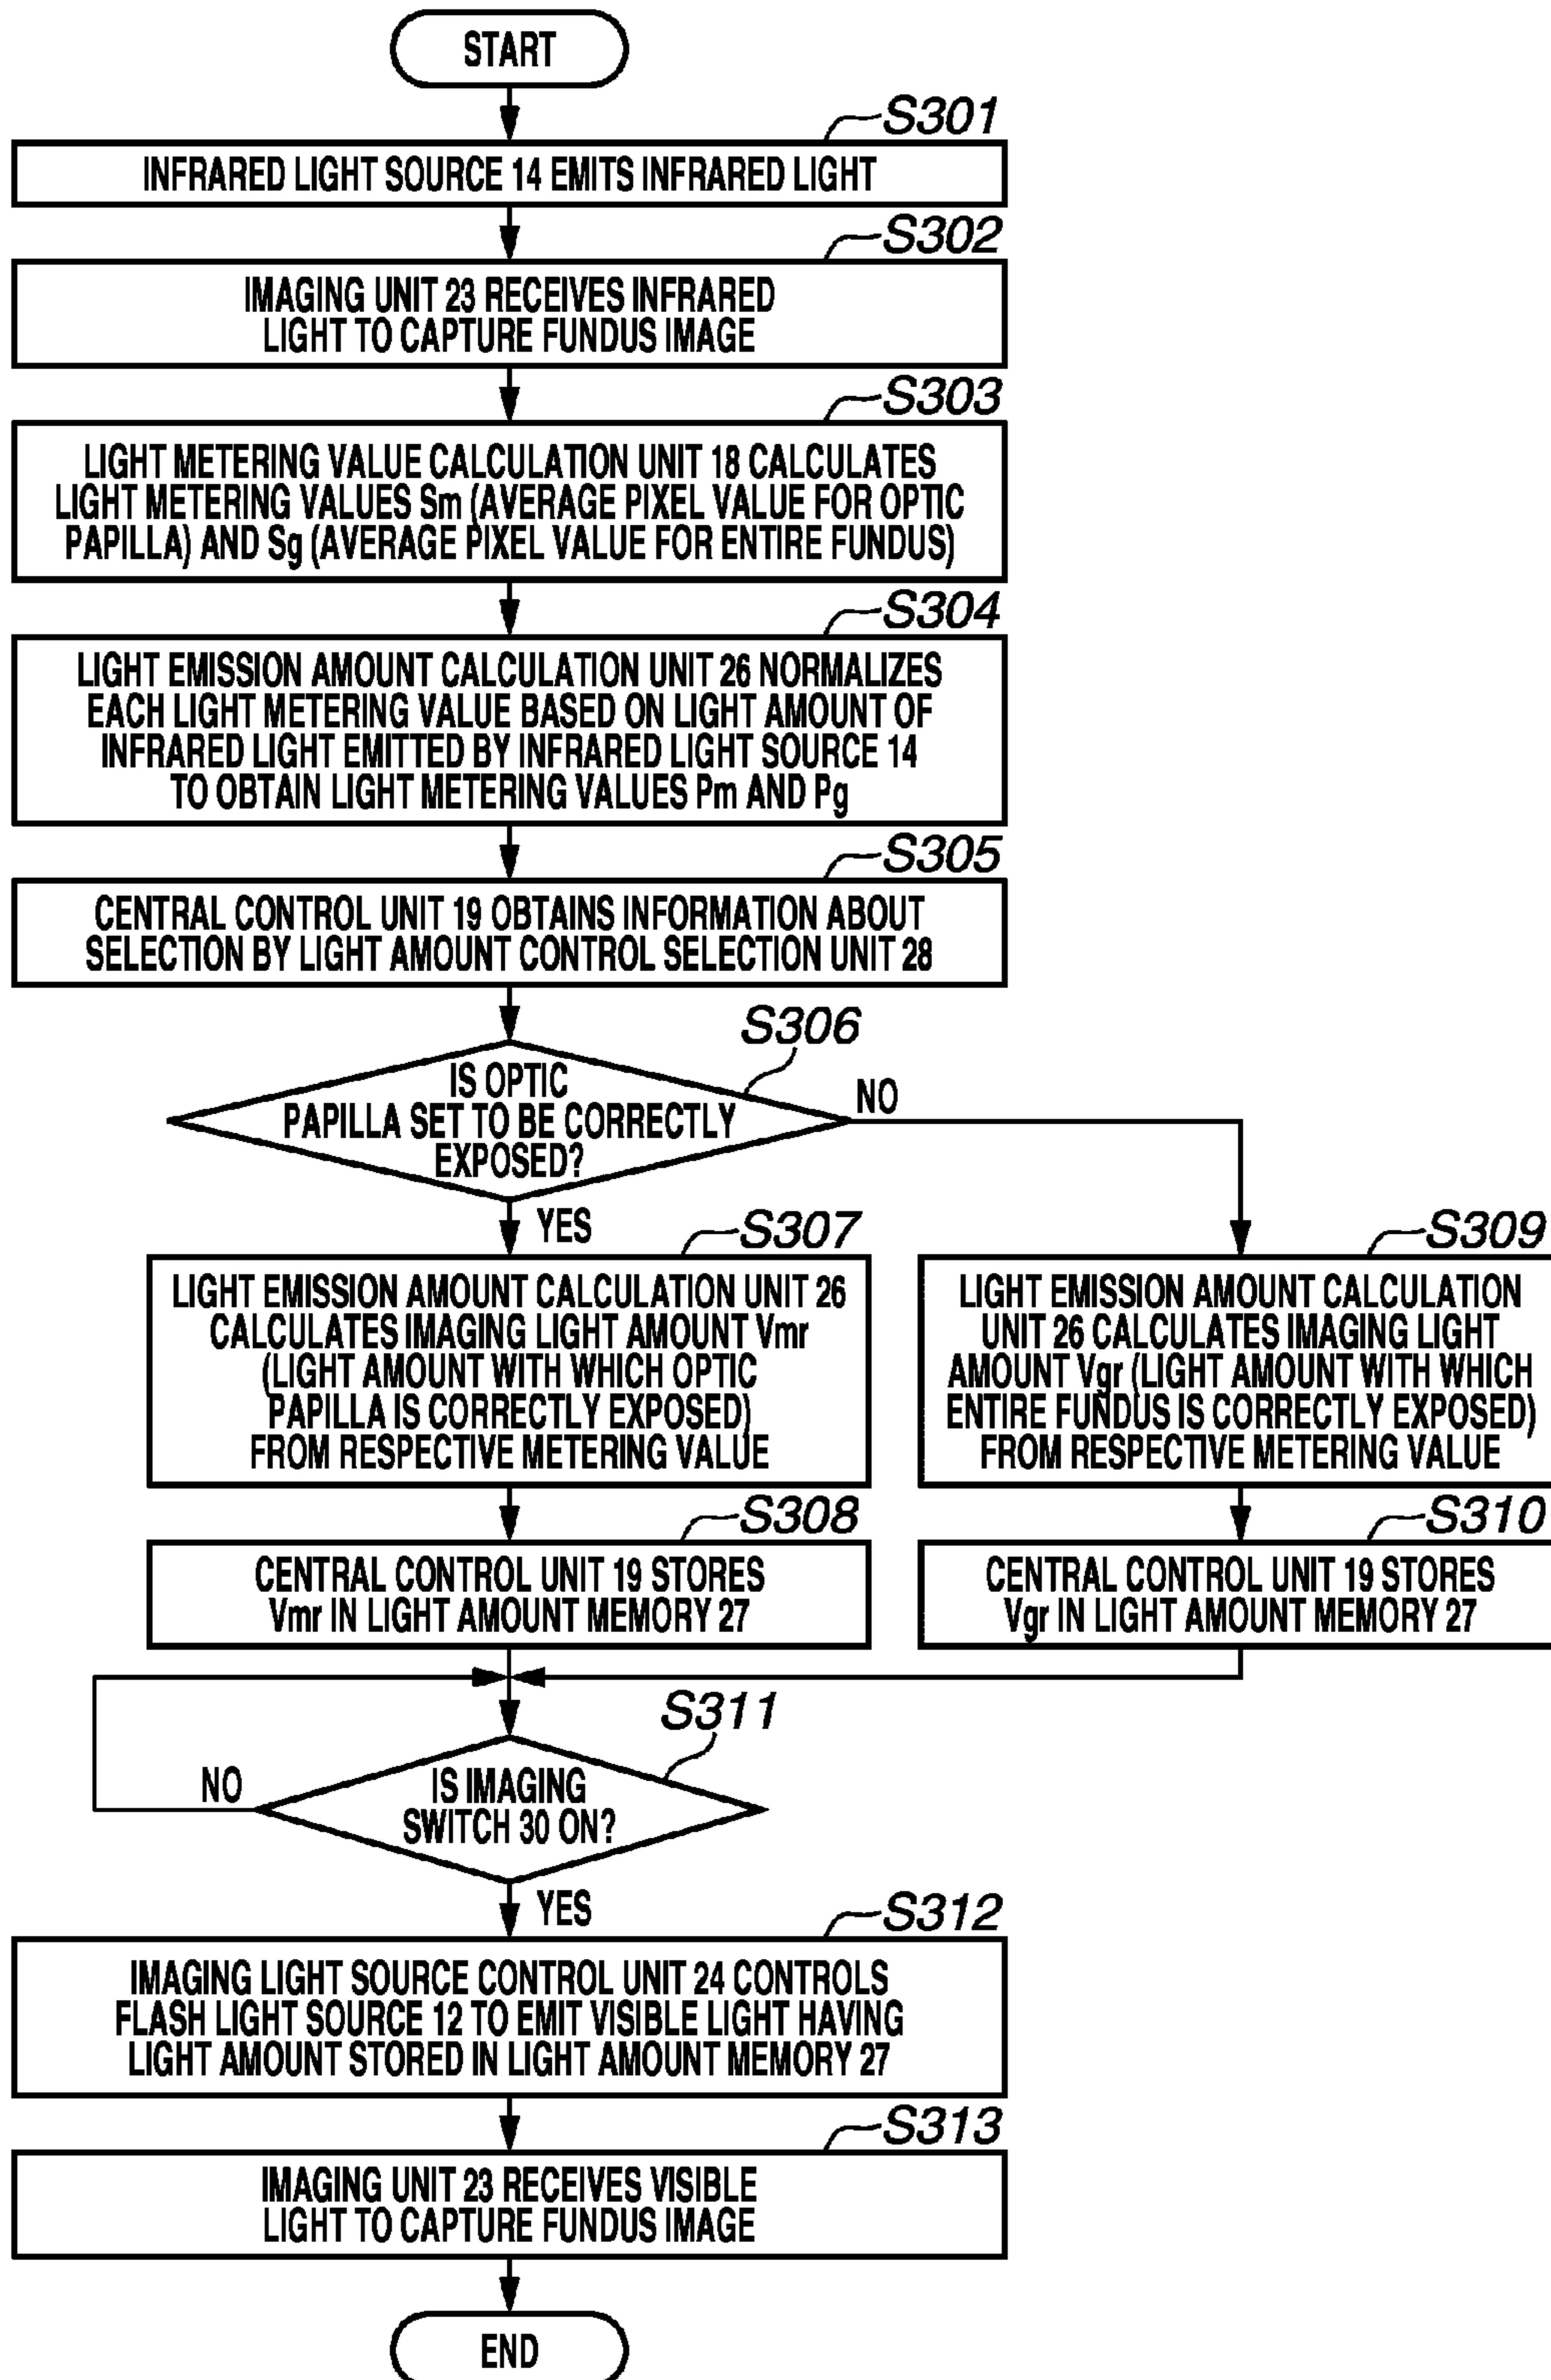 START
S301
INFRARED LIGHT SOURCE 14 EMITS INFRARED LIGHT
S302
IMAGING UNIT 23 RECEIVES INFRARED
LIGHT TO CAPTURE FUNDUS IMAGE
S303
LIGHT METERING VALUE CALCULATION UNIT 18 CALCULATES
LIGHT METERING VALUES Sm (AVERAGE PIXEL VALUE FOR OPTIC
PAPILLA) AND Sg (AVERAGE PIXEL VALUE FOR ENTIRE FUNDUS)
S304
LIGHT EMISSION AMOUNT CALCULATION UNIT 26 NORMALIZES
EACH LIGHT METERING VALUE BASED ON LIGHT AMOUNT OF
INFRARED LIGHT EMITTED BY INFRARED LIGHT SOURCE 14
TO OBTAIN LIGHT METERING VALUES Pm AND Pg
S305
CENTRAL CONTROL UNIT 19 OBTAINS INFORMATION ABOUT
SELECTION BY LIGHT AMOUNT CONTROL SELECTION UNIT 28
S306
IS OPTIC
PAPILLA SET TO BE CORRECTLY
EXPOSED?
NO
YES
S307
LIGHT EMISSION AMOUNT CALCULATION UNIT 26
CALCULATES IMAGING LIGHT AMOUNT Vmr
(LIGHT AMOUNT WITH WHICH OPTIC
PAPILLA IS CORRECTLY EXPOSED)
FROM RESPECTIVE METERING VALUE
S309
LIGHT EMISSION AMOUNT CALCULATION
UNIT 26 CALCULATES IMAGING LIGHT
AMOUNT Vgr (LIGHT AMOUNT WITH WHICH
ENTIRE FUNDUS IS CORRECTLY EXPOSED)
FROM RESPECTIVE METERING VALUE
S308
CENTRAL CONTROL UNIT 19 STORES
Vmr IN LIGHT AMOUNT MEMORY 27
S310
CENTRAL CONTROL UNIT 19 STORES
Vgr IN LIGHT AMOUNT MEMORY 27
S311
IS IMAGING
SWITCH 30 ON?
NO
YES
S312
IMAGING LIGHT SOURCE CONTROL UNIT 24 CONTROLS
FLASH LIGHT SOURCE 12 TO EMIT VISIBLE LIGHT HAVING
LIGHT AMOUNT STORED IN LIGHT AMOUNT MEMORY 27
S313
IMAGING UNIT 23 RECEIVES VISIBLE
LIGHT TO CAPTURE FUNDUS IMAGE
END